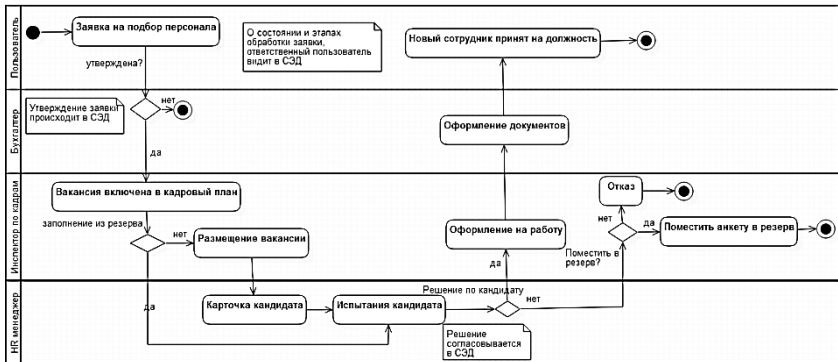 Пользователь
Заявка на подбор персонала
О состоянии и этапах
обработки заявки,
ответственный пользователь
видит в СЭД
Новый сотрудник принят на должность
утверждена?
Бухгалтер
Утверждение заявки
происходит в СЭД
нет
Оформление документов
да
Инспектор по кадрам
Вакансия включена в кадровый план
Отказ
заполнение из резерва
нет
Размещение вакансии
Оформление на работу
нет
да
Поместить анкету в резерв
да
Поместить в
резерв?
HR менеджер
да
Карточка кандидата
Испытания кандидата
Решение по кандидату
нет
Решение
согласовывается
в СЭД